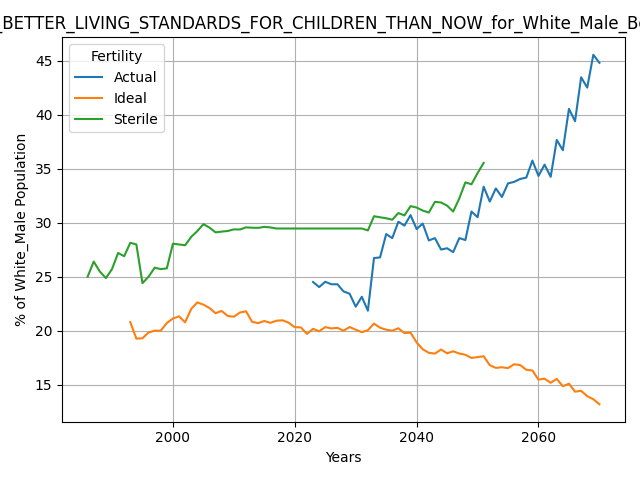 _BETTER_LIVING_STANDARDS_FOR_CHILDREN_THAN_NOW_for_White_Male_Be
Fertility
Actual
Ideal
Sterile
% of White_Male Population
45
40
35
30
25
20
15
2000
2020
2040
2060
Years